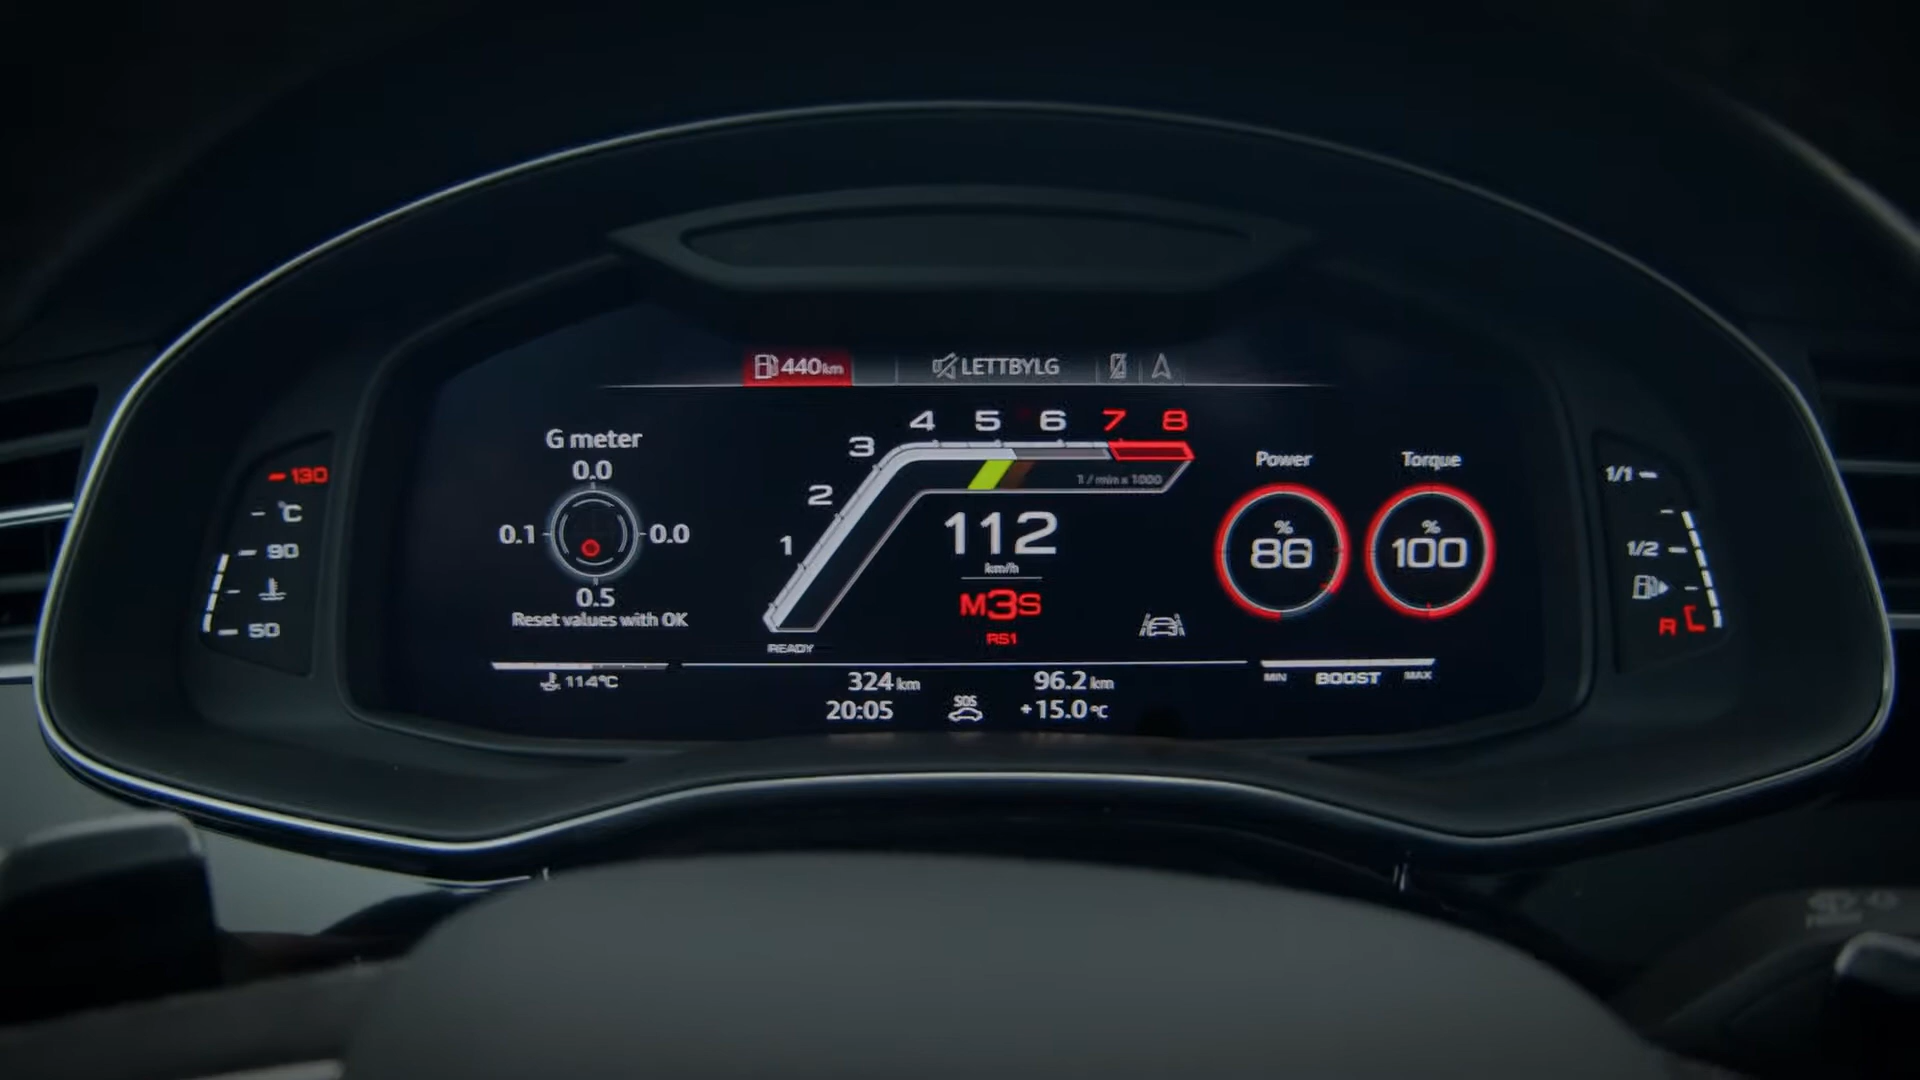 440km LETTBYLG
G meter
0.0
0.1 0.0
0.5
Reset values with OK
130
°C
90
50
1 2 3 4 5 6 7 8
1 / min x 1000
112
km/h
M3S
RS1
READY
Power
% 86
Torque
% 100
1/1
1/2
R
114°C
324 km 96.2 km
20:05 SOS +15.0 °C
MIN BOOST MAX